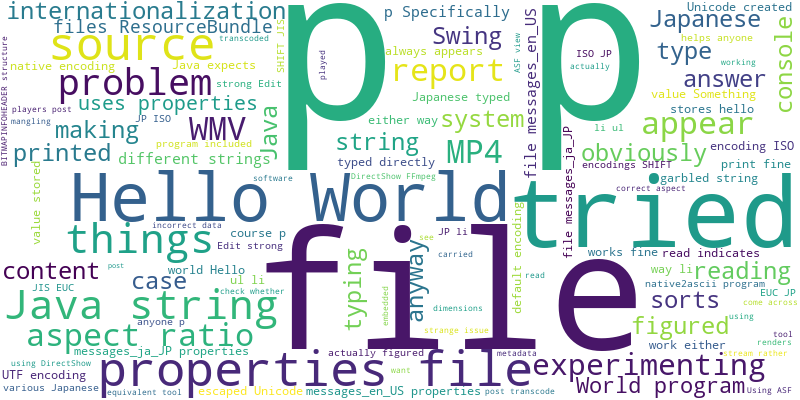 internationalization
p
p Specifically
p
Unicode created
files ResourceBundle
transcoded
SHIFT JIS
played
Swing
file messages_en_US
Japanese
source
always appears
ASF view
ISO JP
helps anyone
console
native encoding
Java expects
report
actually
type
working
BITMAPINFOHEADER structure
problem
strong Edit
answer
value Something
players post
uses properties
Japanese typed
stores hello
mangling
JP ISO
WMV
Java
either way
system
appear
making
string
li ul
program included
encoding ISO
printed
different strings
typed directly
MP4
obviously
encodings SHIFT
print fine
value stored
software
DirectShow FFmpeg
garbled string
Hello World
tried
correct aspect
default encoding
file messages_ja_JP
incorrect data
things
Edit strong
file
JP li
see
carried
works fine
read indicates
content
world Hello
typing
anyway
way li
reading
post
case
ul li
read
native2ascii program
JIS EUC
check whether
embedded
EUC JP
Java string
dimensions
sorts
come across
anyone p
using
strange issue
figured
aspect ratio
tool
work either
renders
messages_ja_JP properties
actually figured
metadata
stream rather
using DirectShow
want
properties file
experimenting
UTF encoding
World program
various Japanese
equivalent tool
escaped Unicode
messages_en_US properties
post transcode
Using ASF